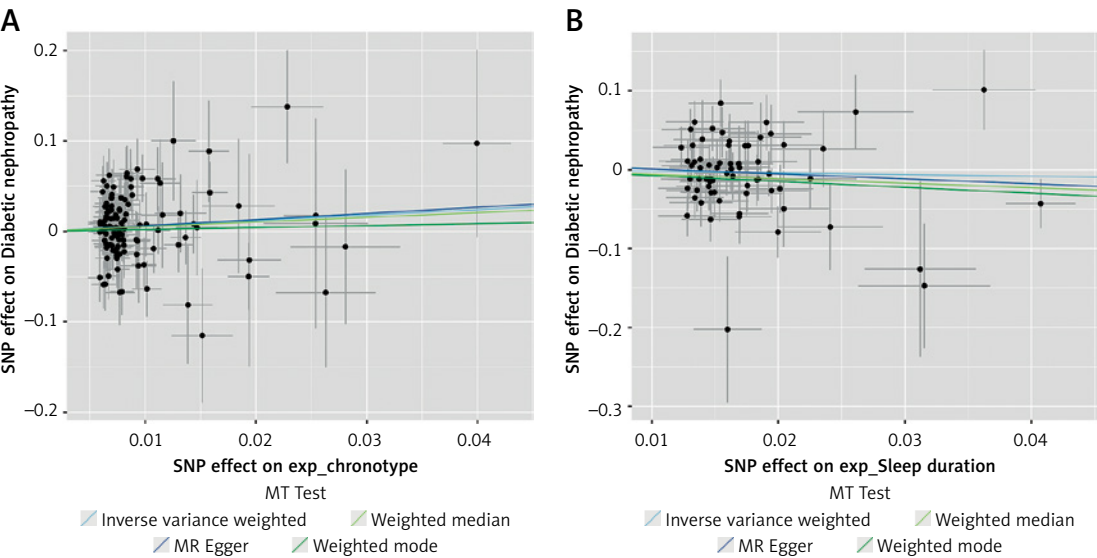 A
SNP effect on Diabetic nephropathy
0.2
0.1
0
−0.1
−0.2
0.01 0.02 0.03 0.04
SNP effect on exp_chronotype
MT Test
Inverse variance weighted Weighted median
MR Egger Weighted mode
B
SNP effect on Diabetic nephropathy
0.1
0
−0.1
−0.2
−0.3
0.01 0.02 0.03 0.04
SNP effect on exp_Sleep duration
MT Test
Inverse variance weighted Weighted median
MR Egger Weighted mode